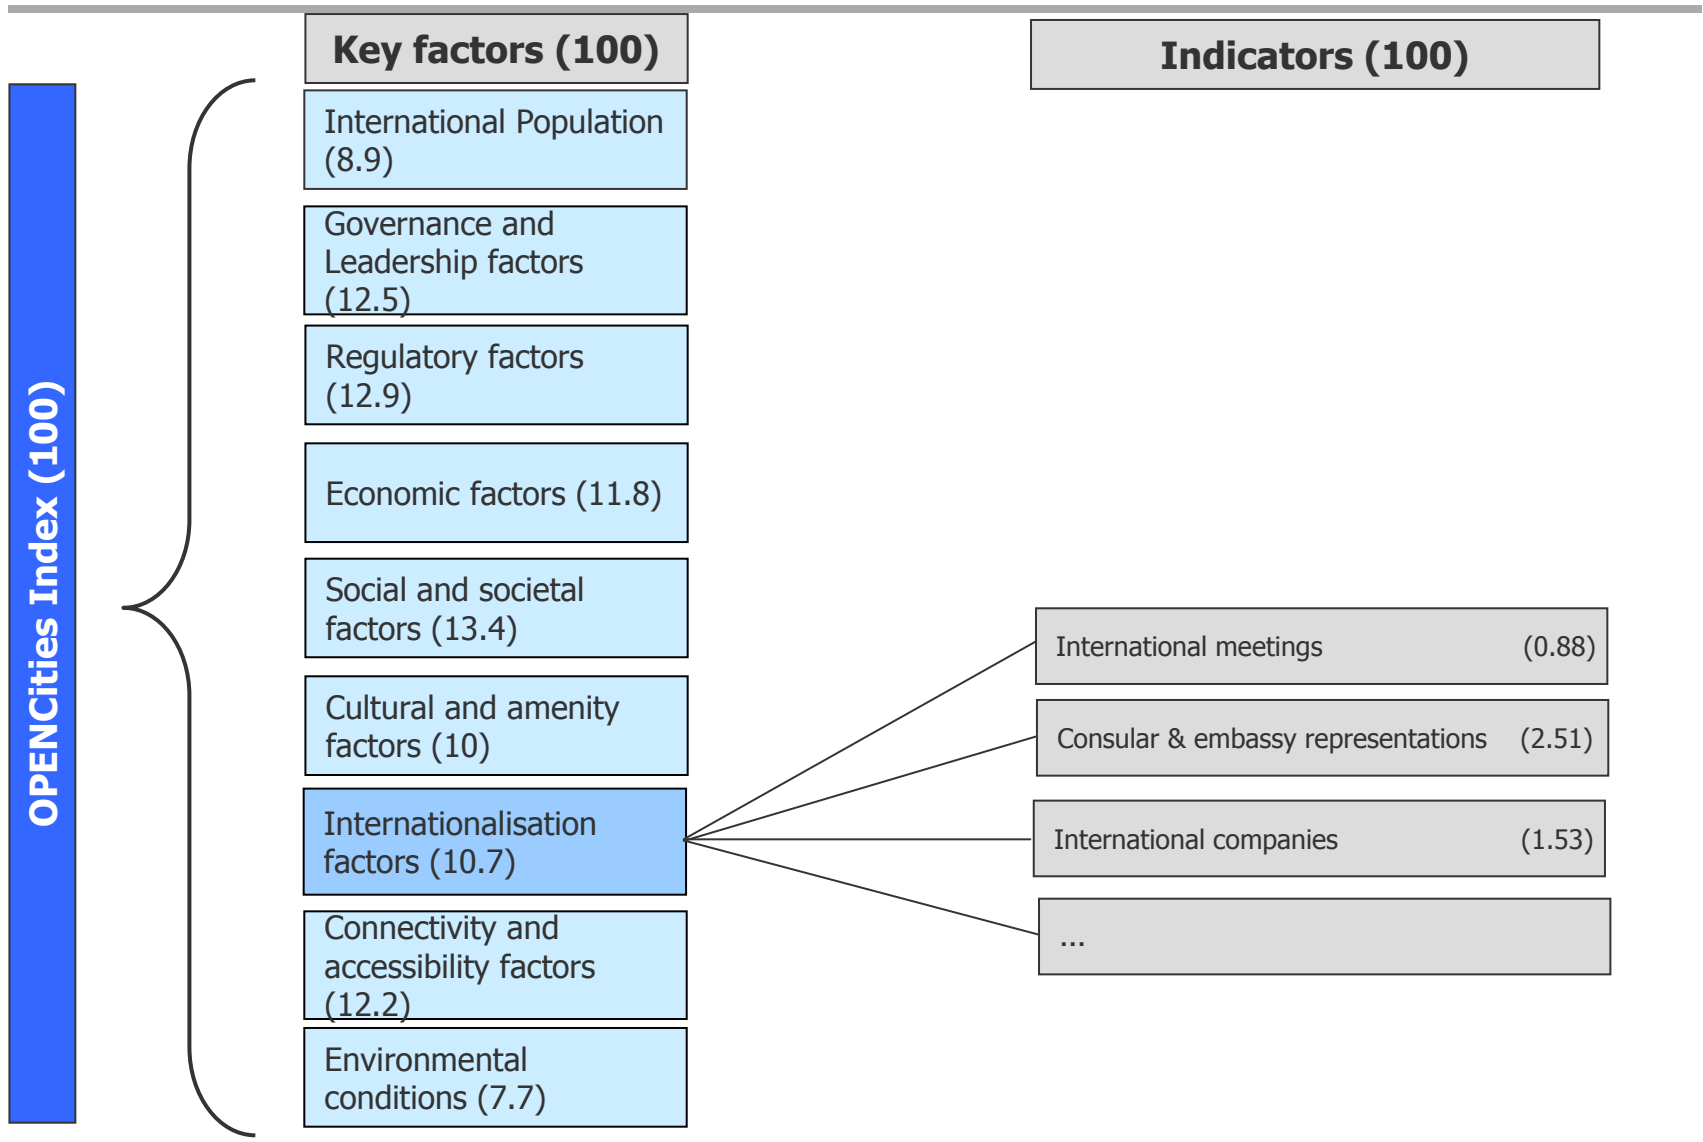 Key factors (100)
Indicators (100)
OPENCities Index (100)
International Population
(8.9)
Governance and
Leadership factors
(12.5)
Regulatory factors
(12.9)
Economic factors (11.8)
Social and societal
factors (13.4)
Cultural and amenity
factors (10)
Internationalisation
factors (10.7)
Connectivity and
accessibility factors
(12.2)
Environmental
conditions (7.7)
International meetings (0.88)
Consular & embassy representations (2.51)
International companies (1.53)
...